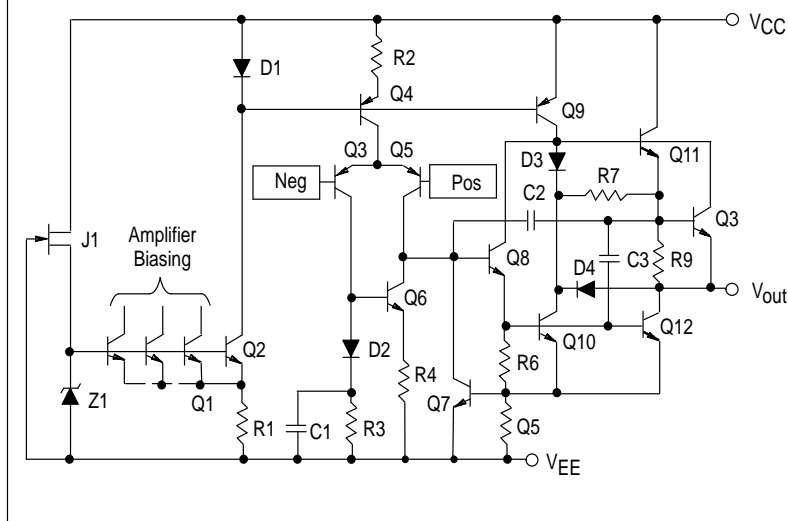 VCC
D1
R2
Q4
Q9
Q3
Q5
D3
Q11
R7
Neg
Pos
C2
Q3
J1
Amplifier
Biasing
Q8
C3
R9
D4
Vout
Q6
Q2
Q10
Q12
D2
R6
R4
Z1
Q1
R1
C1
R3
Q7
Q5
VEE